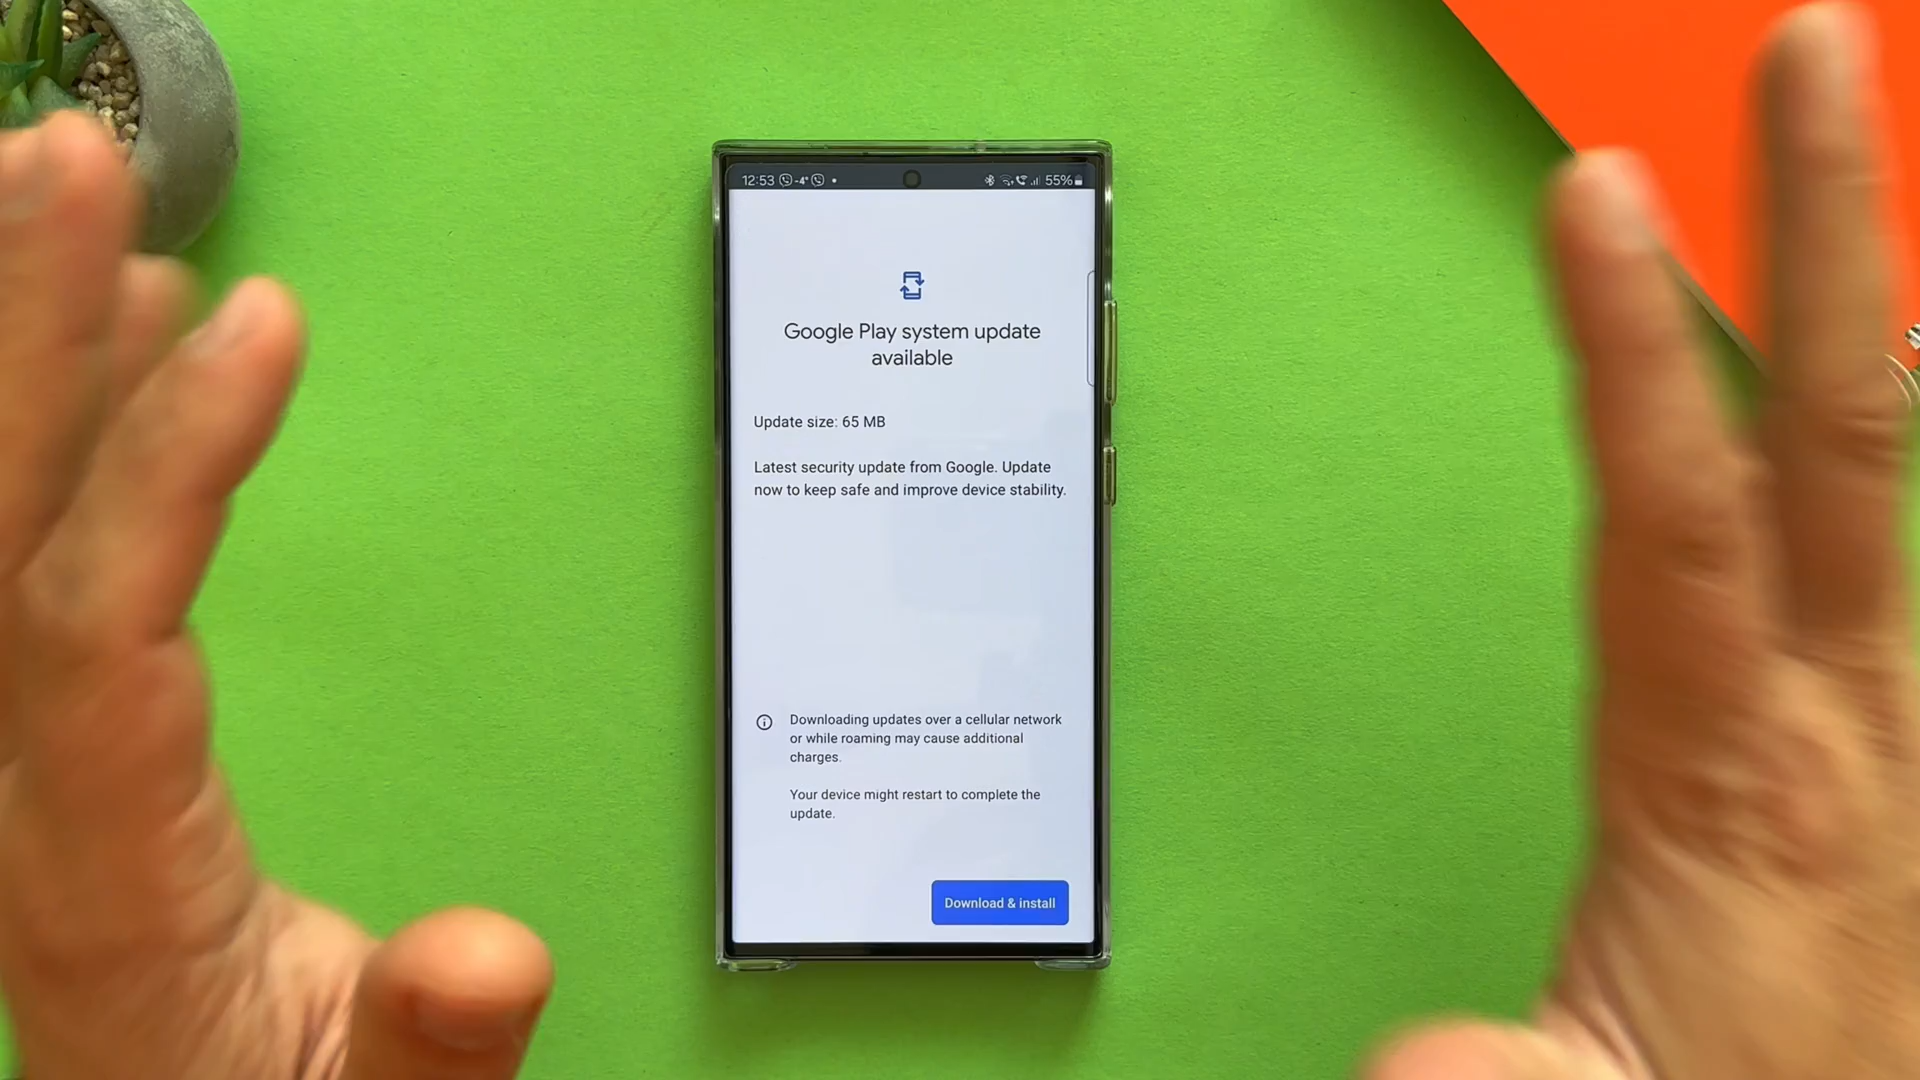 12:53 -4° 55%
Google Play system update
available
Update size: 65 MB
Latest security update from Google. Update
now to keep safe and improve device stability.
Downloading updates over a cellular network
or while roaming may cause additional
charges.
Your device might restart to complete the
update.
Download & install